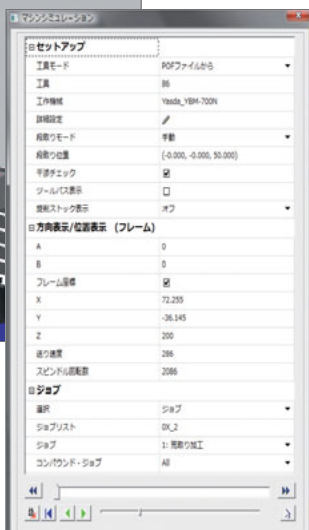 マシンシミュレーション
セットアップ
工具モード POFファイルから
工具 B6
工作機械 Yasda_YBM-700N
詳細設定
段取りモード 手動
段取り位置 (-0.000, -0.000, 50.000)
干渉チェック
ツールパス表示
旋削ストック表示 オフ
方向表示/位置表示 (フレーム)
A 0
B 0
フレーム座標
X 72.255
Y -36.145
Z 200
送り速度 286
スピンドル回転数 2086
ジョブ
選択 ジョブ
ジョブリスト OX_2
ジョブ 1: 荒取り加工
コンパウンド・ジョブ All